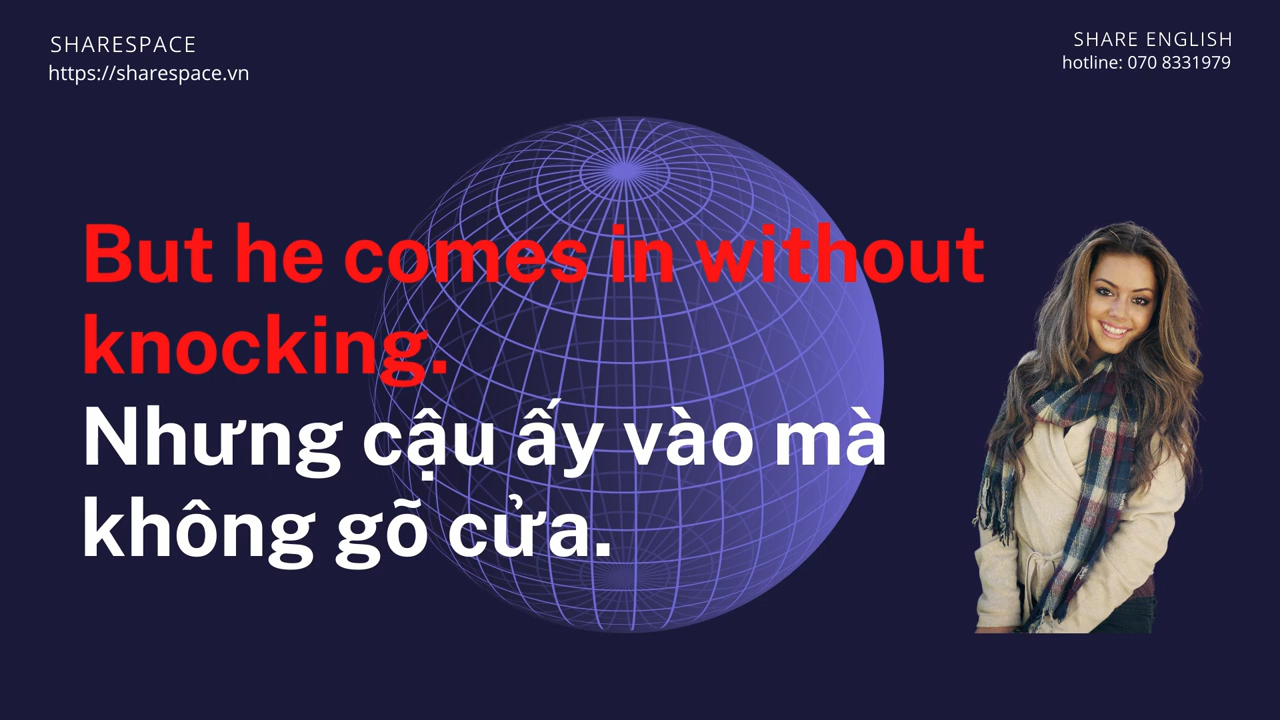 SHARESPACE
https://sharespace.vn
SHARE ENGLISH
hotline: 070 8331979
But he comes in without
knocking.
Nhưng cậu ấy vào mà
không gõ cửa.